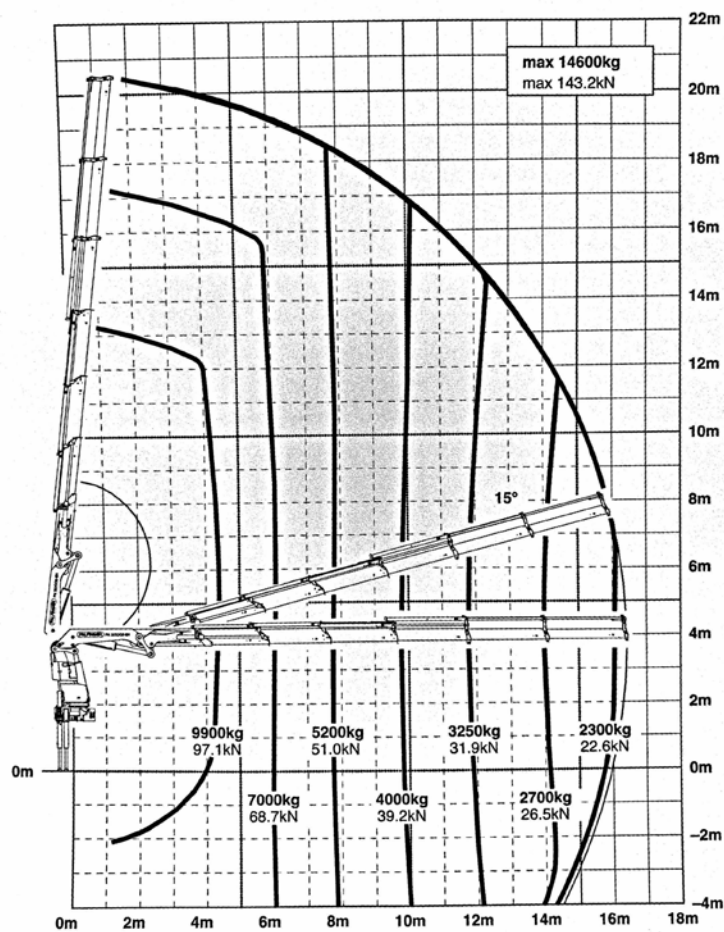 22m
max 14600kg
max 143.2kN
20m
18m
16m
14m
12m
10m
15°
8m
6m
4m
2m
9900kg
97.1kN
5200kg
51.0kN
3250kg
31.9kN
2300kg
22.6kN
0m
0m
7000kg
68.7kN
4000kg
39.2kN
2700kg
26.5kN
–2m
–4m
0m
2m
4m
6m
8m
10m
12m
14m
16m
18m